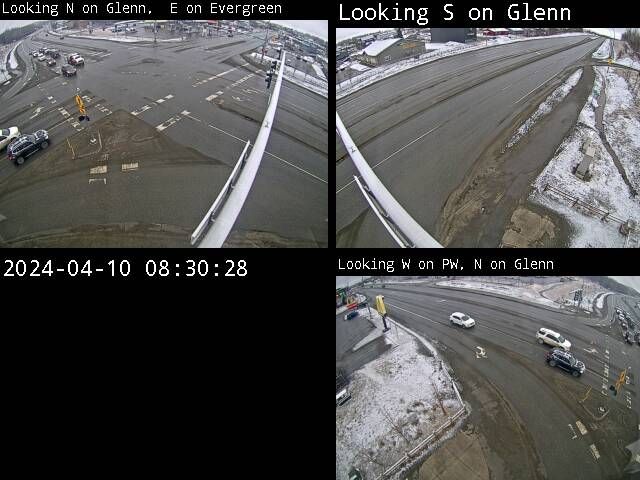 Looking N on Glenn, E on Evergreen
Looking S on Glenn
2024-04-10 08:30:28
Looking W on PW, N on Glenn